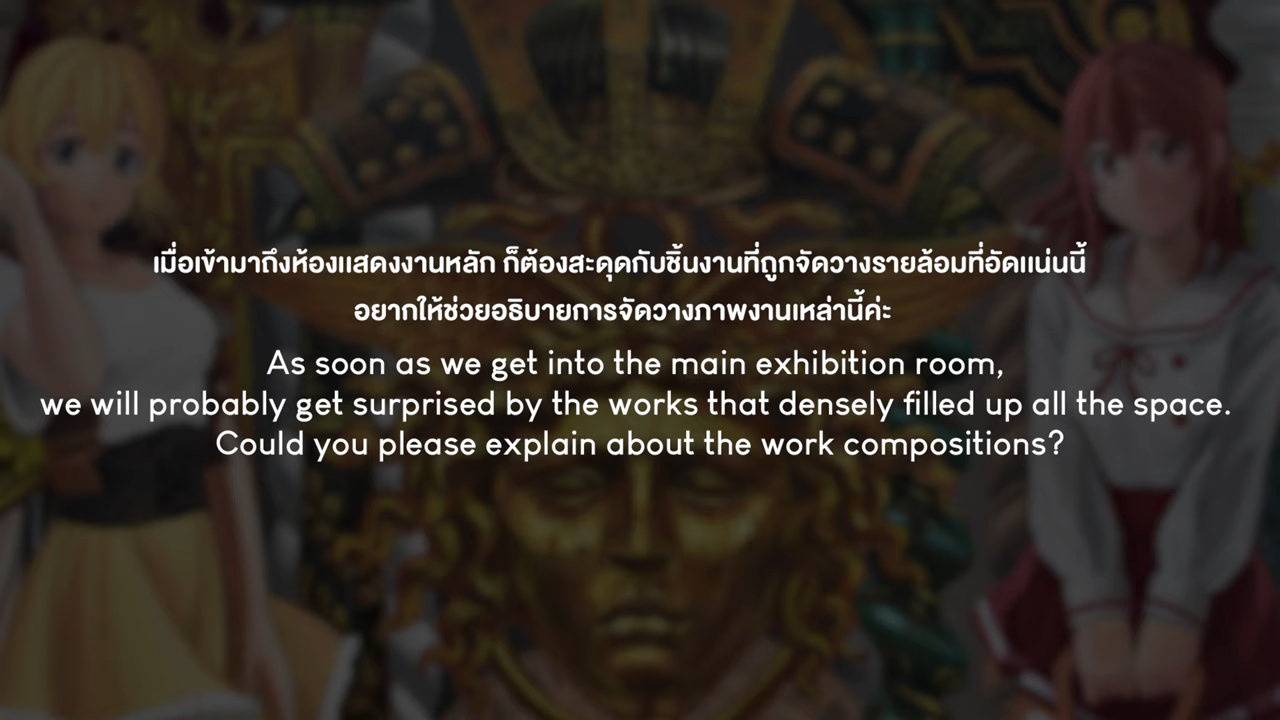 เมื่อเข้ามาถึงห้องแสดงงานหลัก ก็ต้องสะดุดกับชิ้นงานที่ถูกจัดวางรายล้อมที่อัดแน่นนี้
อยากให้ช่วยอธิบายการจัดวางภาพงานเหล่านี้ค่ะ
As soon as we get into the main exhibition room,
we will probably get surprised by the works that densely filled up all the space.
Could you please explain about the work compositions?